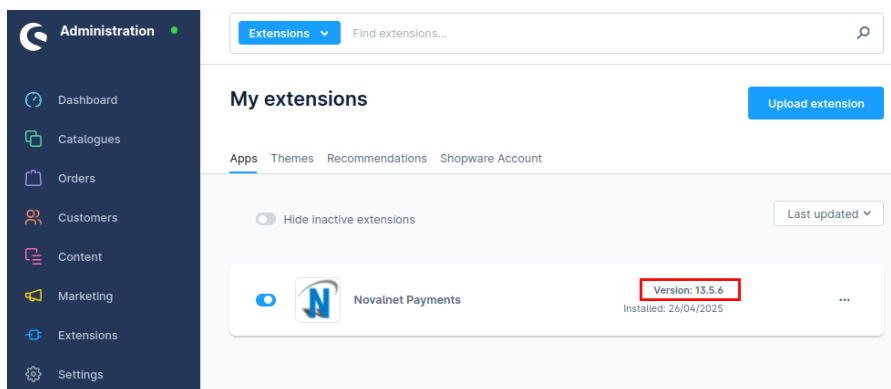 Administration
Dashboard
Catalogues
Orders
Customers
Content
Marketing
Extensions
Settings
Extensions
Find extensions...
My extensions
Upload extension
Apps Themes Recommendations Shopware Account
Hide inactive extensions
Last updated
N
Novalnet Payments
Version: 13.5.6
Installed: 26/04/2025